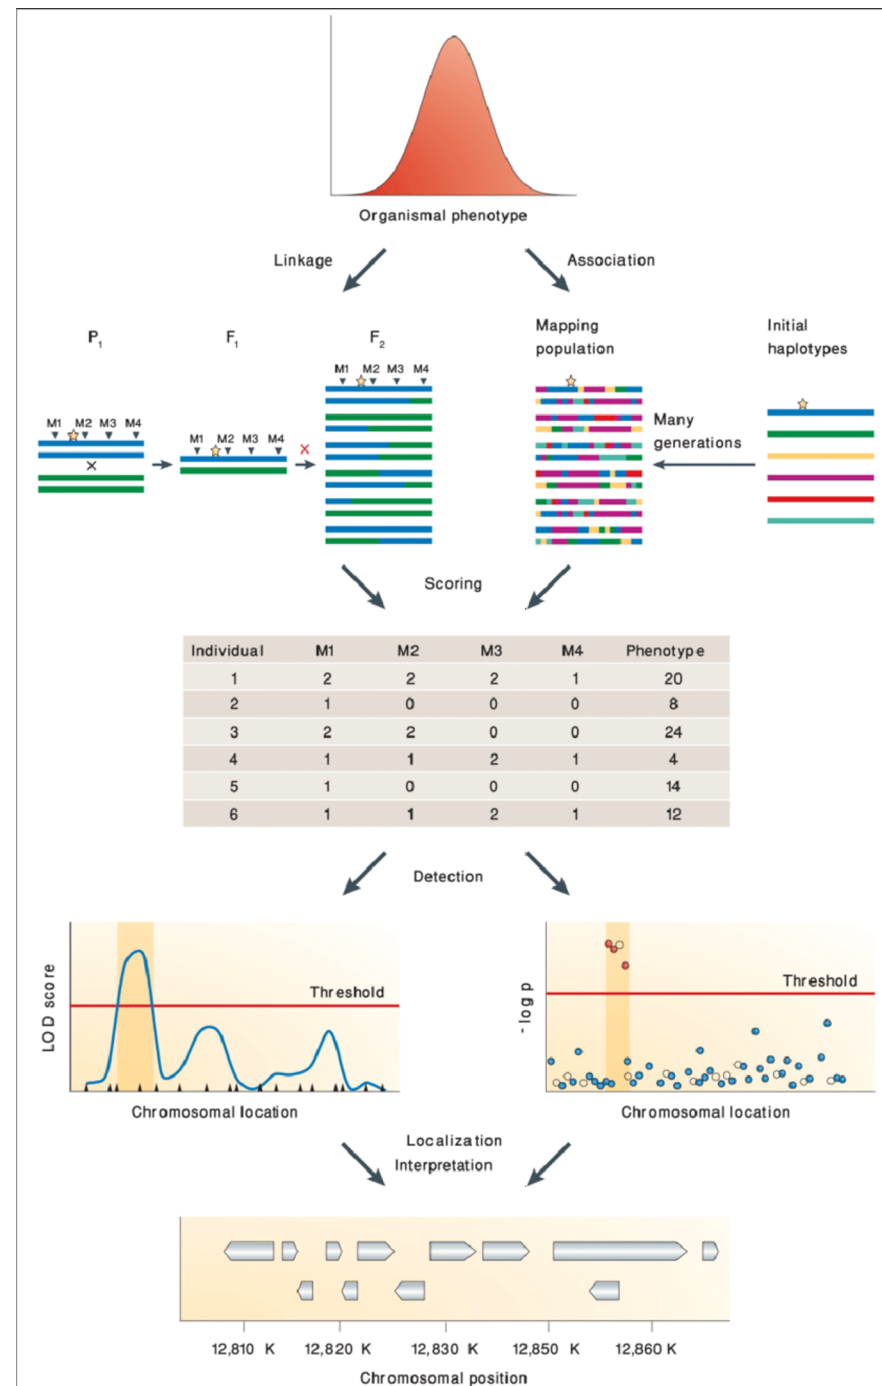 Organismal phenotype
Linkage
Association
P1
F1
F2
Mapping
population
Initial
haplotypes
M1 M2 M3 M4
M1 M2 M3 M4
M1 M2 M3 M4
Many
generations
Scoring
Individual M1 M2 M3 M4 Phenotype
1 2 2 2 1 20
2 1 0 0 0 8
3 2 2 0 0 24
4 1 1 2 1 4
5 1 0 0 0 14
6 1 1 2 1 12
Detection
LOD score
Threshold
Chromosomal location
-log p
Threshold
Chromosomal location
Localization
Interpretation
12,810 K 12,820 K 12,830 K 12,850 K 12,860 K
Chromosomal position